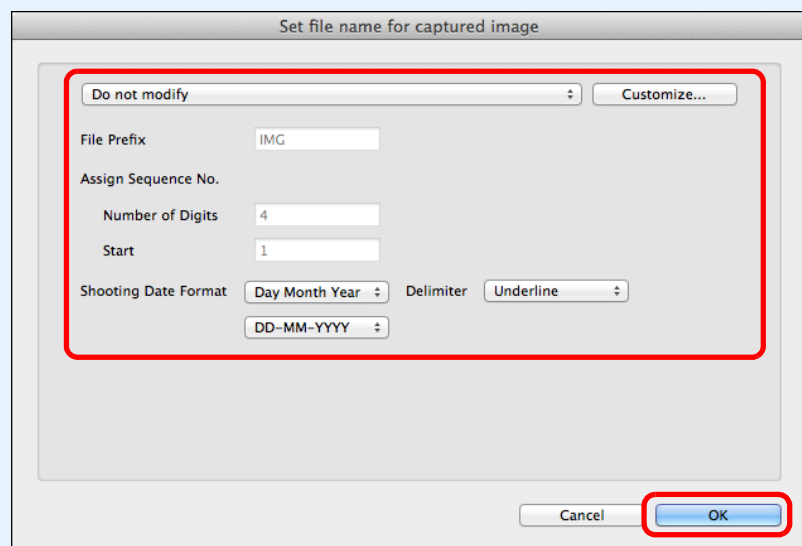 Set file name for captured image
Do not modify Customize...
File Prefix IMG
Assign Sequence No.
Number of Digits 4
Start 1
Shooting Date Format Day Month Year Delimiter Underline
DD-MM-YYYY
Cancel OK